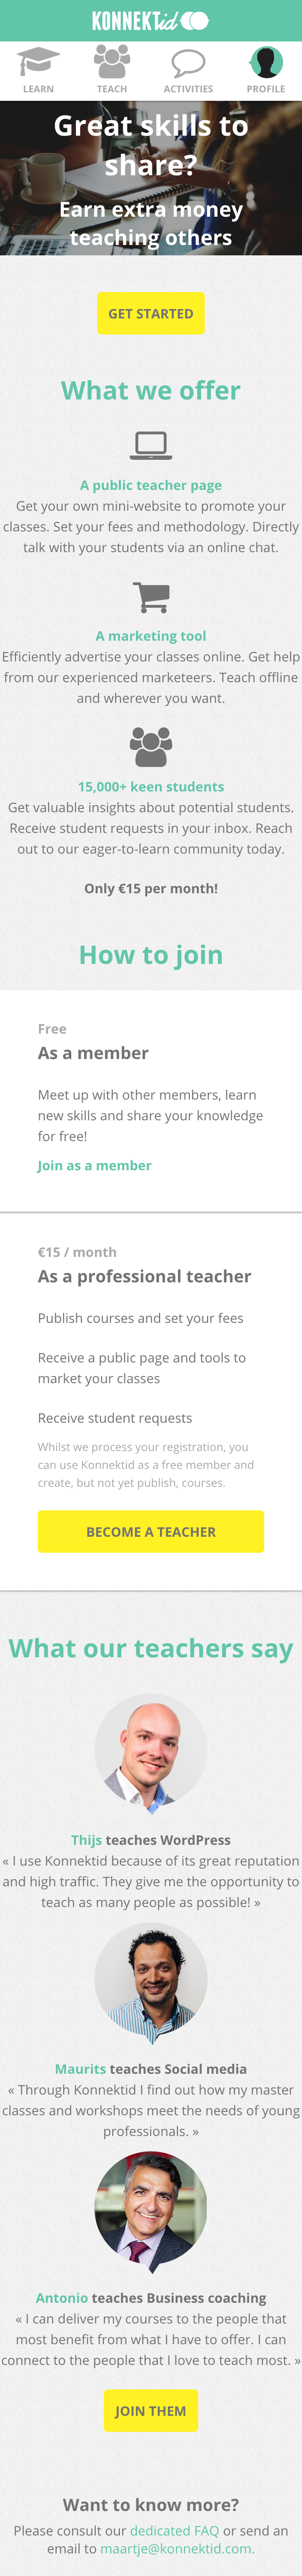 KONNEKTid
LEARN
TEACH
ACTIVITIES
PROFILE
Great skills to
share?
Earn extra money
teaching others
GET STARTED
What we offer
A public teacher page
Get your own mini-website to promote your
classes. Set your fees and methodology. Directly
talk with your students via an online chat.
A marketing tool
Efficiently advertise your classes online. Get help
from our experienced marketeers. Teach offline
and wherever you want.
15,000+ keen students
Get valuable insights about potential students.
Receive student requests in your inbox. Reach
out to our eager-to-learn community today.
Only €15 per month!
How to join
Free
As a member
Meet up with other members, learn
new skills and share your knowledge
for free!
Join as a member
€15 / month
As a professional teacher
Publish courses and set your fees
Receive a public page and tools to
market your classes
Receive student requests
Whilst we process your registration, you
can use Konnektid as a free member and
create, but not yet publish, courses.
BECOME A TEACHER
What our teachers say
Thijs teaches WordPress
« I use Konnektid because of its great reputation
and high traffic. They give me the opportunity to
teach as many people as possible! »
Maurits teaches Social media
« Through Konnektid I find out how my master
classes and workshops meet the needs of young
professionals. »
Antonio teaches Business coaching
« I can deliver my courses to the people that
most benefit from what I have to offer. I can
connect to the people that I love to teach most. »
JOIN THEM
Want to know more?
Please consult our dedicated FAQ or send an
email to maartje@konnektid.com.